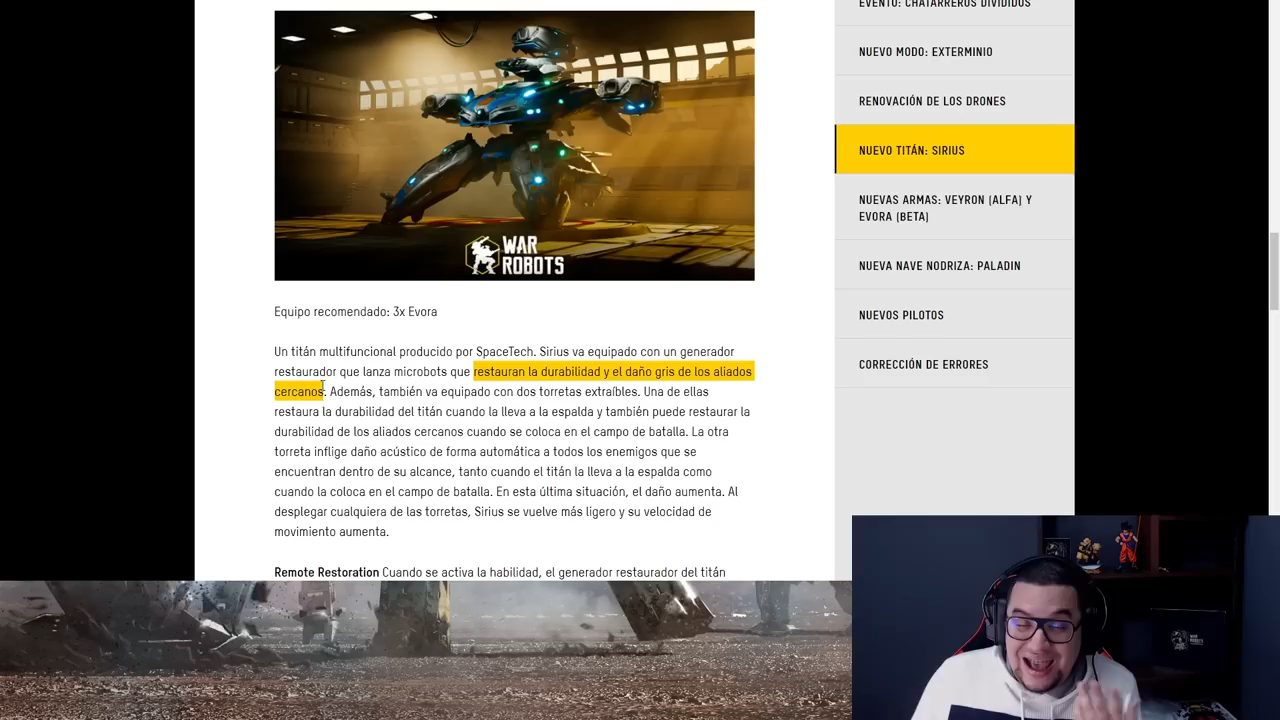 EVENTO: CHATARREROS DIVIDIDOS
NUEVO MODO: EXTERMINIO
RENOVACIÓN DE LOS DRONES
NUEVO TITÁN: SIRIUS
NUEVAS ARMAS: VEYRON (ALFA) Y
EVORA (BETA)
NUEVA NAVE NODRIZA: PALADIN
NUEVOS PILOTOS
CORRECCIÓN DE ERRORES
WAR
ROBOTS
Equipo recomendado: 3x Evora
Un titán multifuncional producido por SpaceTech. Sirius va equipado con un generador
restaurador que lanza microbots que restauran la durabilidad y el daño gris de los aliados
cercanos. Además, también va equipado con dos torretas extraíbles. Una de ellas
restaura la durabilidad del titán cuando la lleva a la espalda y también puede restaurar la
durabilidad de los aliados cercanos cuando se coloca en el campo de batalla. La otra
torreta inflige daño acústico de forma automática a todos los enemigos que se
encuentran dentro de su alcance, tanto cuando el titán la lleva a la espalda como
cuando la coloca en el campo de batalla. En esta última situación, el daño aumenta. Al
desplegar cualquiera de las torretas, Sirius se vuelve más ligero y su velocidad de
movimiento aumenta.
Remote Restoration Cuando se activa la habilidad, el generador restaurador del titán
WAR
ROBOTS